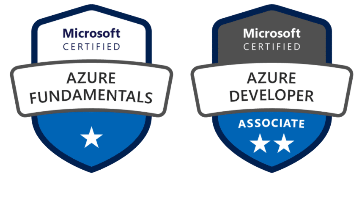 Microsoft
CERTIFIED
AZURE
FUNDAMENTALS
Microsoft
CERTIFIED
AZURE
DEVELOPER
ASSOCIATE